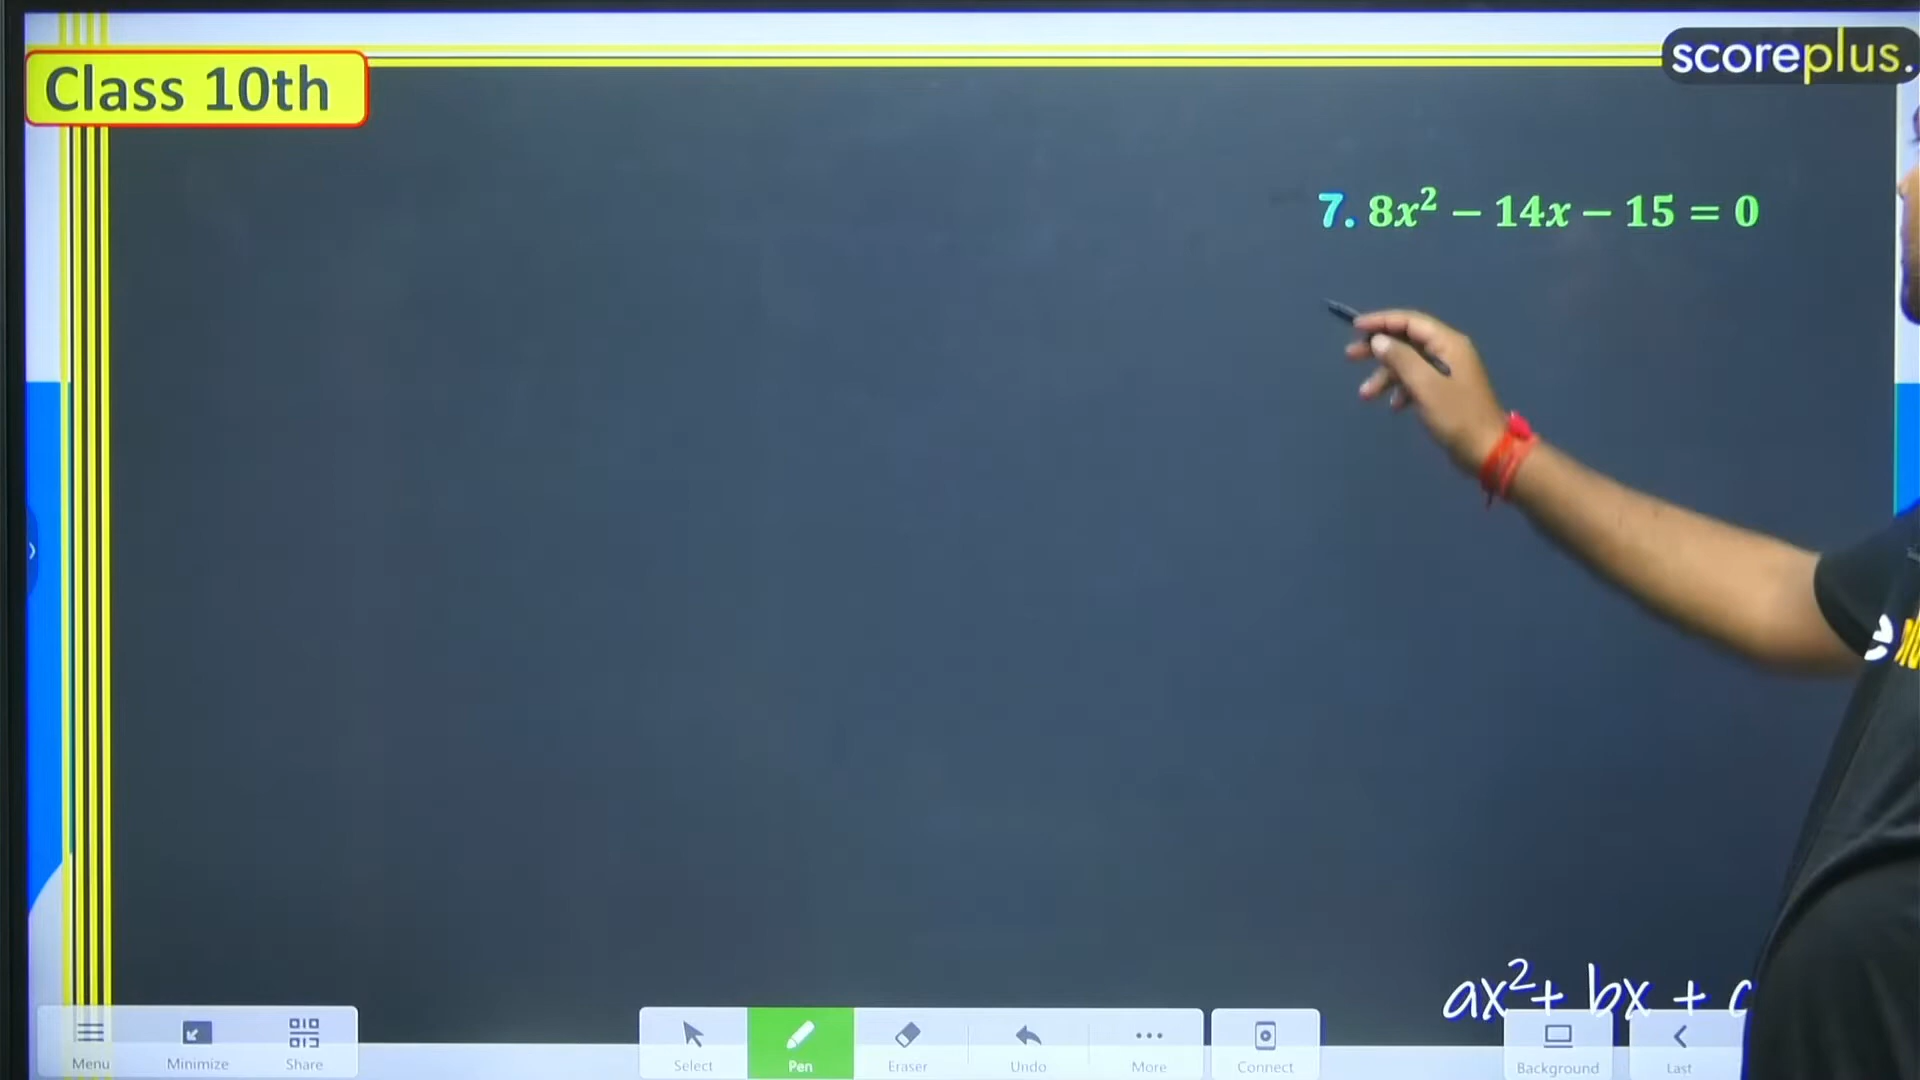 Class 10th
scoreplus.
7. 8x² − 14x − 15 = 0
ax² + bx +
Menu
Minimize
Share
Select
Pen
Eraser
Undo
More
Connect
Background
Last